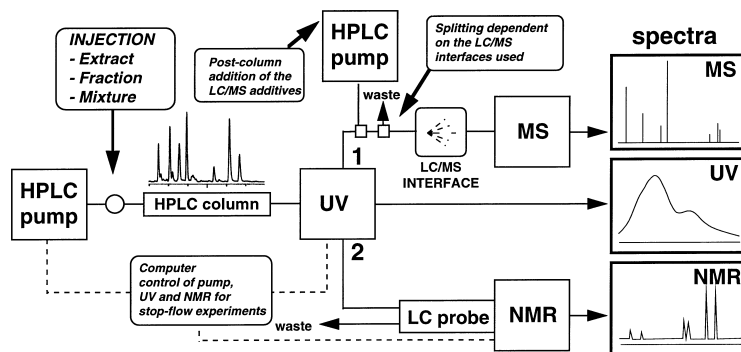 INJECTION
- Extract
- Fraction
- Mixture
Post-column
addition of the
LC/MS additives
HPLC
pump
Splitting dependent
on the LC/MS
interfaces used
spectra
waste
MS
1
LC/MS
INTERFACE
MS
HPLC
pump
HPLC column
UV
UV
2
Computer
control of pump,
UV and NMR for
stop-flow experiments
waste
LC probe
NMR
NMR